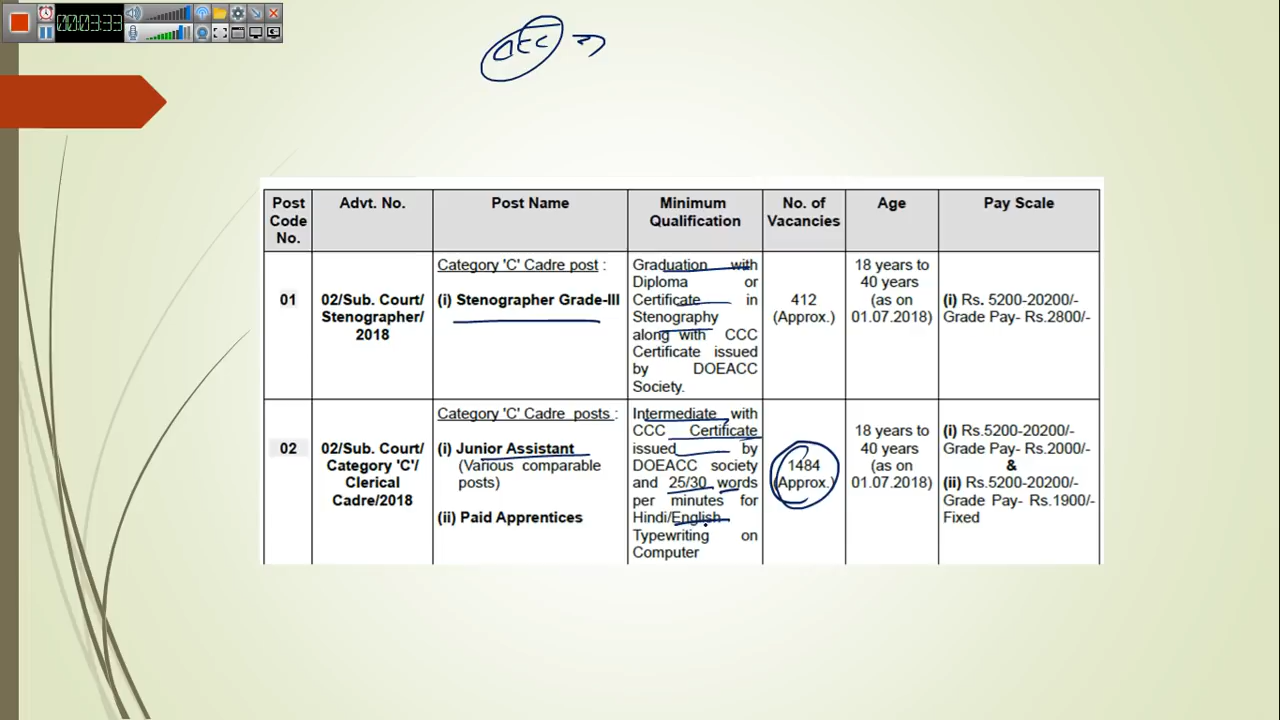 00:03:33
Post Code No.
Advt. No.
Post Name
Minimum Qualification
No. of Vacancies
Age
Pay Scale
01
02/Sub. Court/
Stenographer/
2018
Category 'C' Cadre post :
(i) Stenographer Grade-III
Graduation with
Diploma or
Certificate in
Stenography
along with CCC
Certificate issued
by DOEACC
Society.
412
(Approx.)
18 years to
40 years
(as on
01.07.2018)
(i) Rs. 5200-20200/-
Grade Pay- Rs.2800/-
02
02/Sub. Court/
Category 'C'/
Clerical
Cadre/2018
Category 'C' Cadre posts :
(i) Junior Assistant
(Various comparable
posts)
(ii) Paid Apprentices
Intermediate with
CCC Certificate
issued by
DOEACC society
and 25/30 words
per minutes for
Hindi/English
Typewriting on
Computer
1484
(Approx.)
18 years to
40 years
(as on
01.07.2018)
(i) Rs.5200-20200/-
Grade Pay- Rs.2000/-
&
(ii) Rs.5200-20200/-
Grade Pay- Rs.1900/-
Fixed